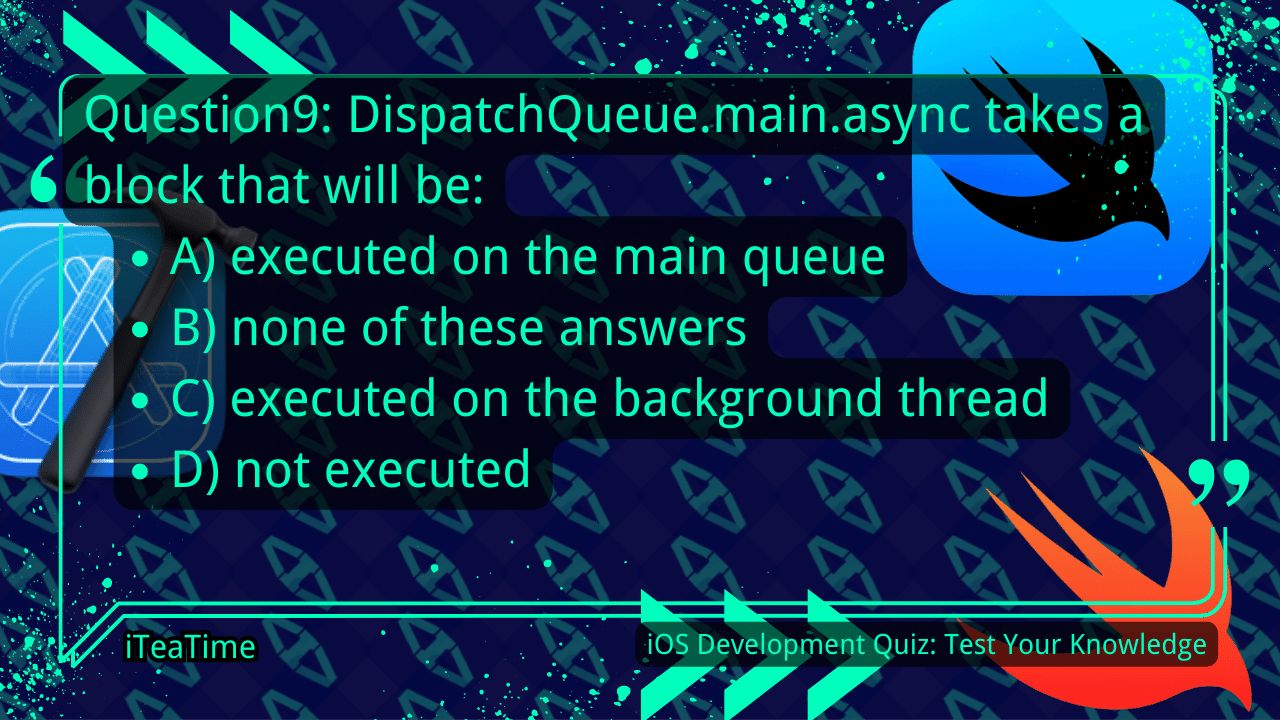 Question9: DispatchQueue.main.async takes a
block that will be:
• A) executed on the main queue
• B) none of these answers
• C) executed on the background thread
• D) not executed
iTeaTime
iOS Development Quiz: Test Your Knowledge